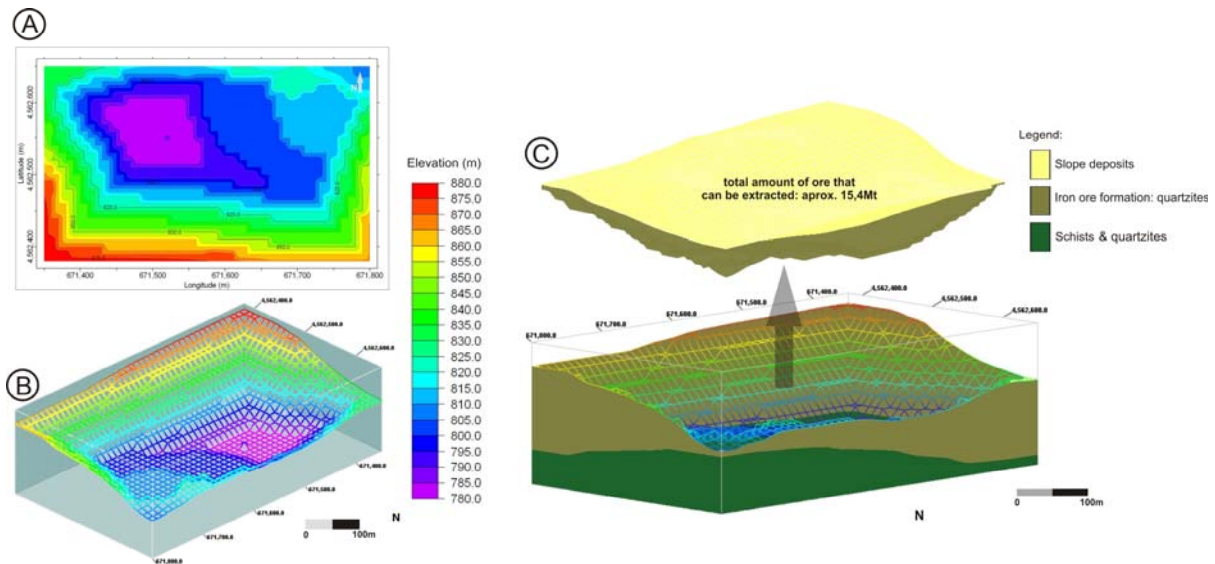 A
N
4,562,600
4,562,500
4,562,400
Latitude (m)
671,400
671,500
671,600
671,700
671,800
Longitude (m)
Elevation (m)
880.0
875.0
870.0
865.0
860.0
855.0
850.0
845.0
840.0
835.0
830.0
825.0
820.0
815.0
810.0
805.0
800.0
795.0
790.0
785.0
780.0
B
4,562,400.0
4,562,500.0
4,562,600.0
671,400.0
671,500.0
671,600.0
671,700.0
671,800.0
0 100m
N
C
total amount of ore that
can be extracted: aprox. 15,4Mt
Legend:
Slope deposits
Iron ore formation: quartzites
Schists & quartzites
671,800.0
671,700.0
671,600.0
671,500.0
671,400.0
4,562,400.0
4,562,500.0
4,562,600.0
0 100m
N